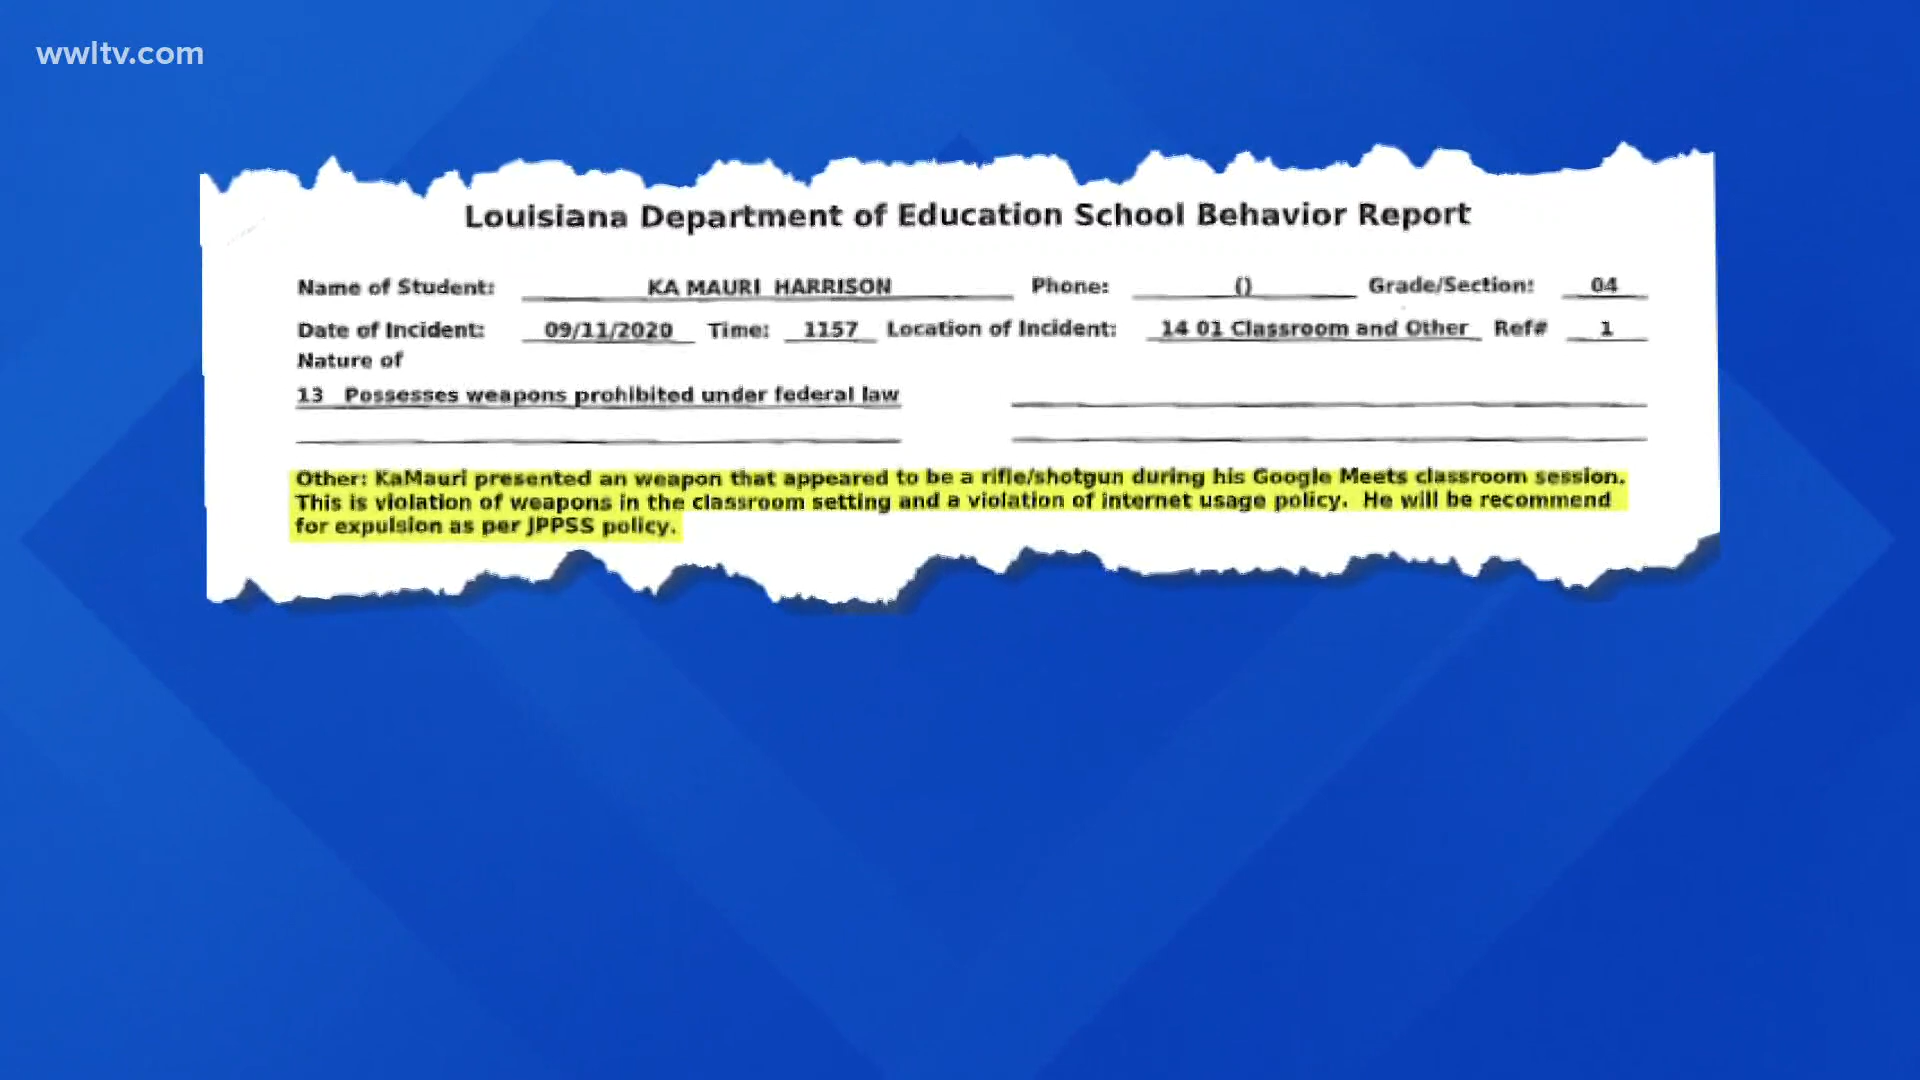 wwltv.com
Louisiana Department of Education School Behavior Report
Name of Student: KA MAURI HARRISON Phone: () Grade/Section: 04
Date of Incident: 09/11/2020 Time: 1157 Location of Incident: 14 01 Classroom and Other Ref# 1
Nature of
13 Possesses weapons prohibited under federal law
Other: KaMauri presented an weapon that appeared to be a rifle/shotgun during his Google Meets classroom session.
This is violation of weapons in the classroom setting and a violation of internet usage policy. He will be recommend
for expulsion as per JPPSS policy.